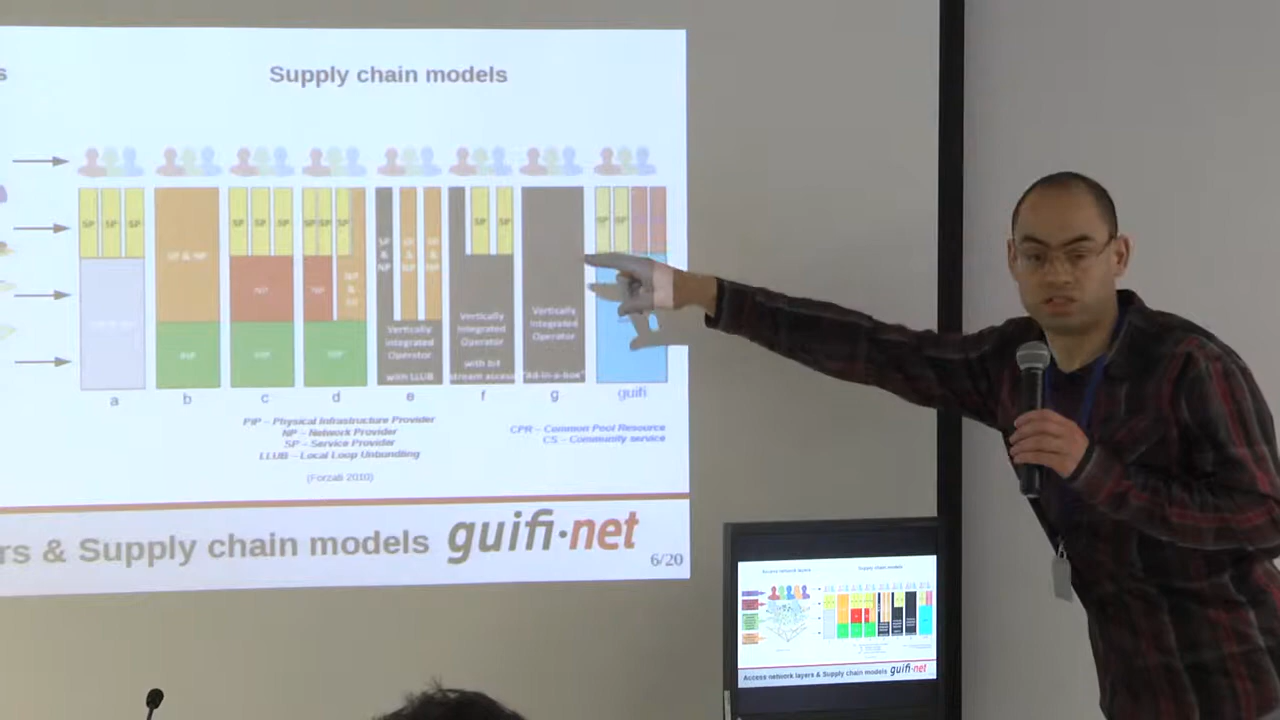 s
Supply chain models
SP SP SP
SP & NP
SP SP SP
SP SP
SP & NP
SP SP
SP SP
NP
NP
NP & SP
PIP
PIP
PIP
Vertically Integrated Operator
with LLUB
Vertically Integrated Operator
with bit stream access
Vertically Integrated Operator
"All-in-a-box"
a b c d e f g guifi
PIP – Physical Infrastructure Provider
NP – Network Provider
SP – Service Provider
LLUB – Local Loop Unbundling
CPR – Common Pool Resource
CS – Community service
(Forzati 2010)
rs & Supply chain models guifi·net
6/20
Access network layers
Supply chain models
Access network layers & Supply chain models guifi·net